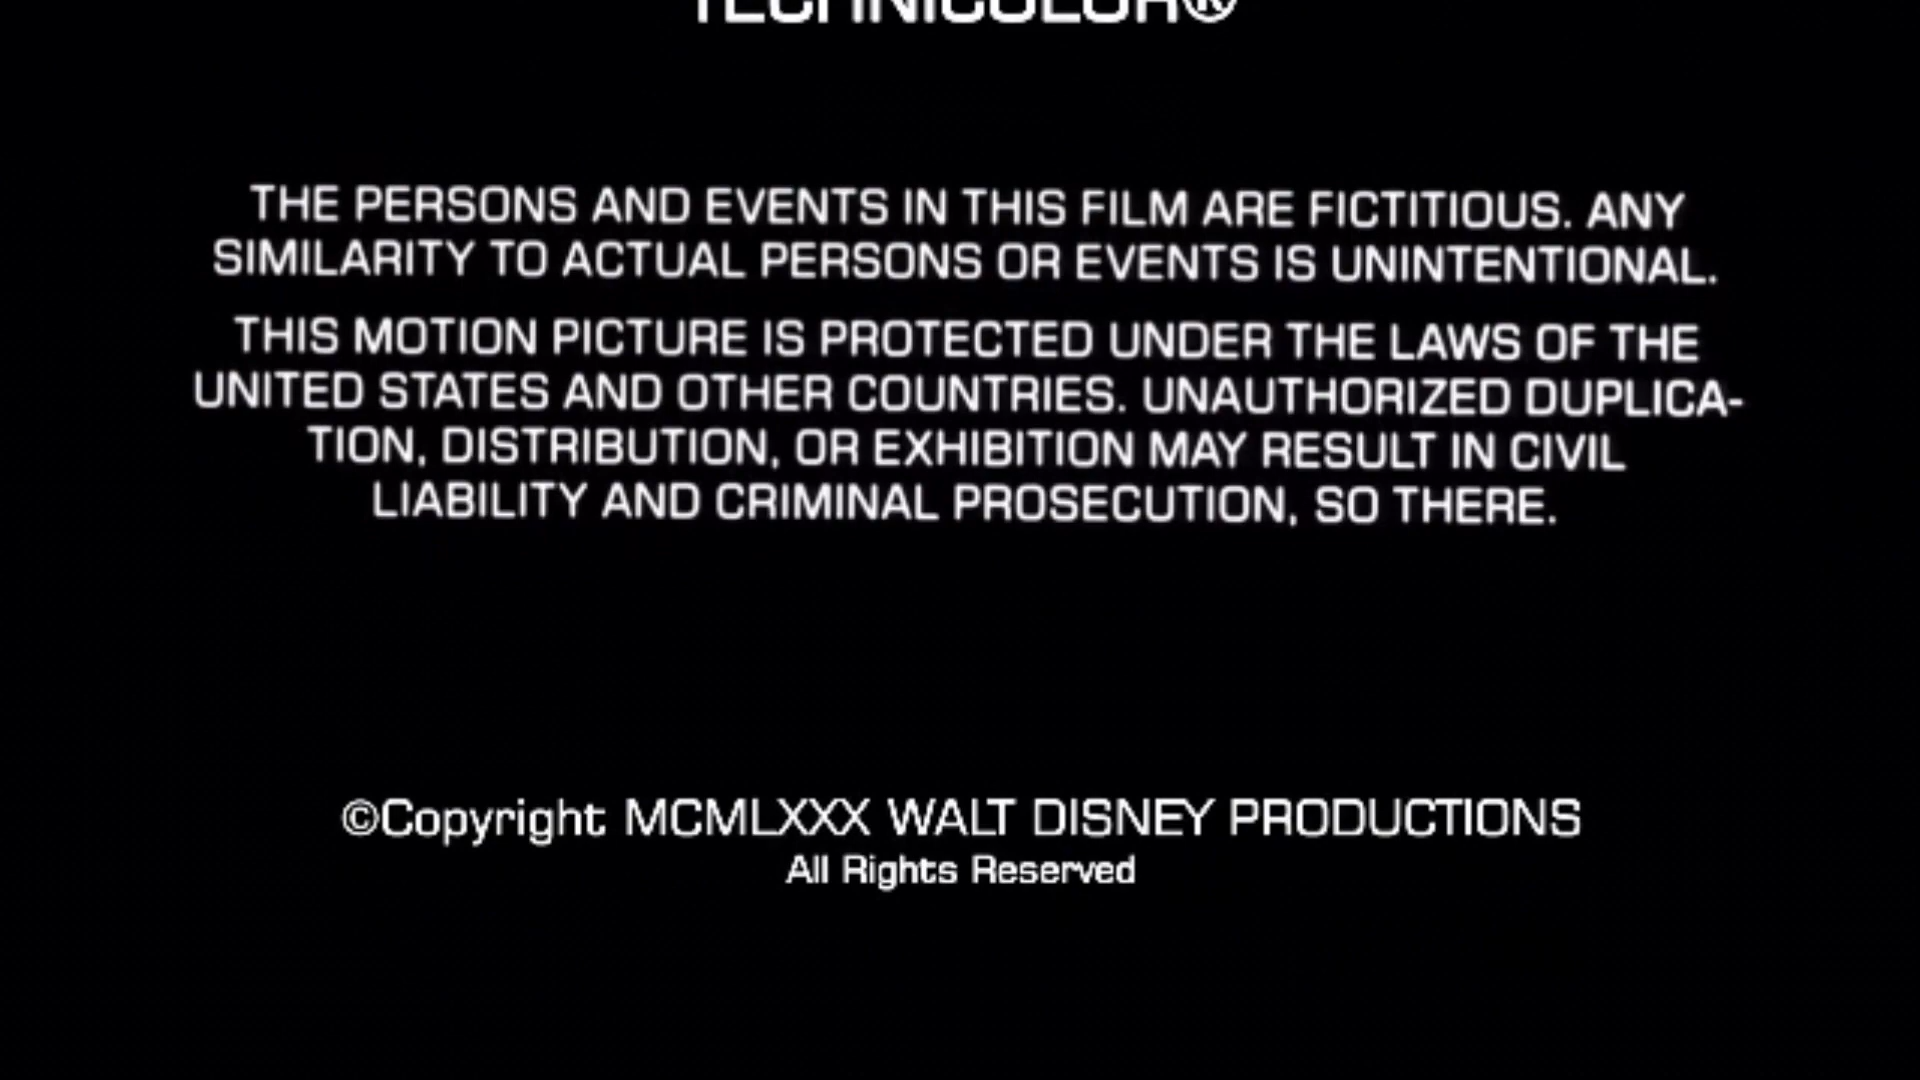 TECHNICOLOR®
THE PERSONS AND EVENTS IN THIS FILM ARE FICTITIOUS. ANY
SIMILARITY TO ACTUAL PERSONS OR EVENTS IS UNINTENTIONAL.
THIS MOTION PICTURE IS PROTECTED UNDER THE LAWS OF THE
UNITED STATES AND OTHER COUNTRIES. UNAUTHORIZED DUPLICA-
TION, DISTRIBUTION, OR EXHIBITION MAY RESULT IN CIVIL
LIABILITY AND CRIMINAL PROSECUTION, SO THERE.
©Copyright MCMLXXX WALT DISNEY PRODUCTIONS
All Rights Reserved